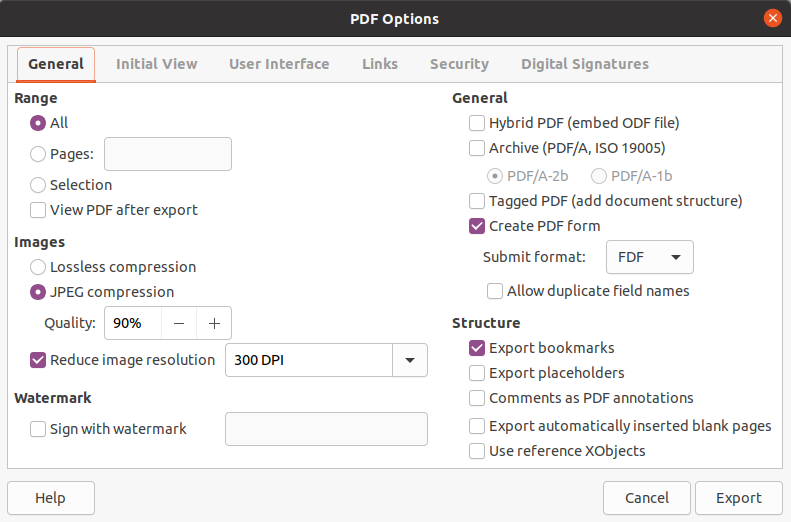 PDF Options
General
Initial View
User Interface
Links
Security
Digital Signatures
Range
All
Pages:
Selection
View PDF after export
Images
Lossless compression
JPEG compression
Quality:
90%
Reduce image resolution
300 DPI
Watermark
Sign with watermark
General
Hybrid PDF (embed ODF file)
Archive (PDF/A, ISO 19005)
PDF/A-2b
PDF/A-1b
Tagged PDF (add document structure)
Create PDF form
Submit format:
FDF
Allow duplicate field names
Structure
Export bookmarks
Export placeholders
Comments as PDF annotations
Export automatically inserted blank pages
Use reference XObjects
Help
Cancel
Export